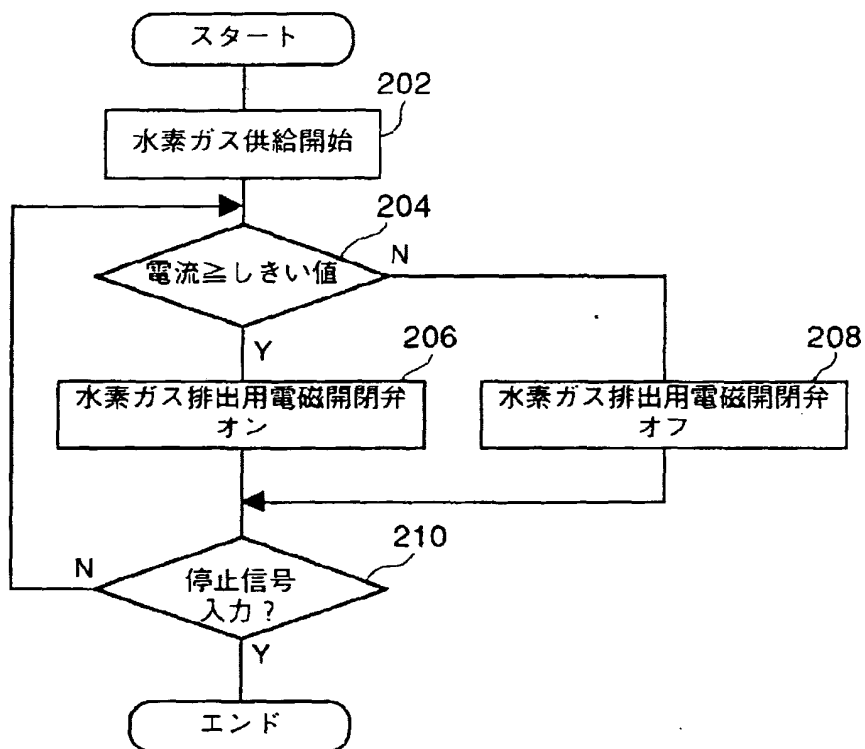 スタート
202
水素ガス供給開始
204
電流≧しきい値
N
Y
206
水素ガス排出用電磁開閉弁
オン
208
水素ガス排出用電磁開閉弁
オフ
210
停止信号
入力?
N
Y
エンド